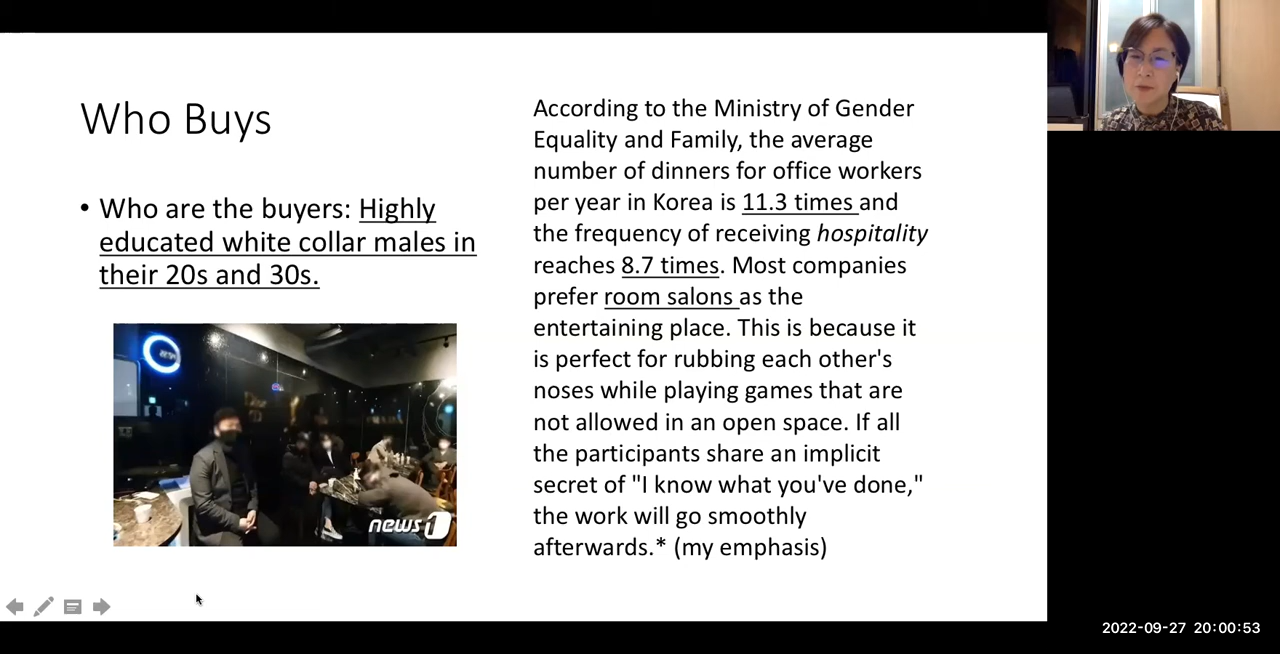 Who Buys
• Who are the buyers: Highly
educated white collar males in
their 20s and 30s.
news1
According to the Ministry of Gender
Equality and Family, the average
number of dinners for office workers
per year in Korea is 11.3 times and
the frequency of receiving hospitality
reaches 8.7 times. Most companies
prefer room salons as the
entertaining place. This is because it
is perfect for rubbing each other's
noses while playing games that are
not allowed in an open space. If all
the participants share an implicit
secret of "I know what you've done,"
the work will go smoothly
afterwards.* (my emphasis)
2022-09-27 20:00:53